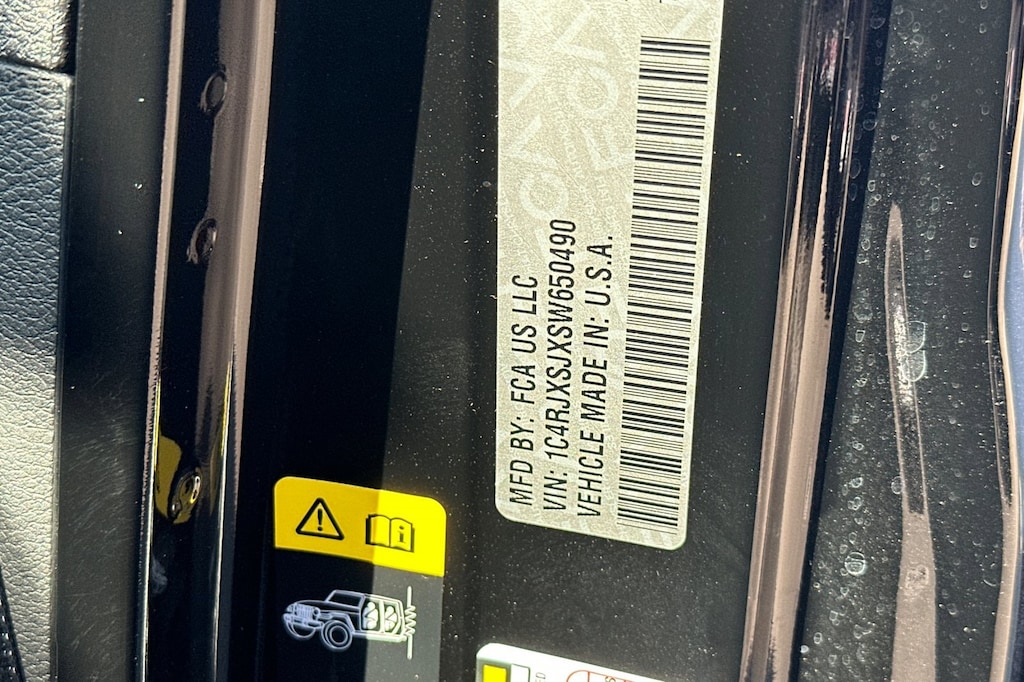 MFD BY: FCA US LLC
VIN: 1C4RJXSJXSW650490
VEHICLE MADE IN: U.S.A.